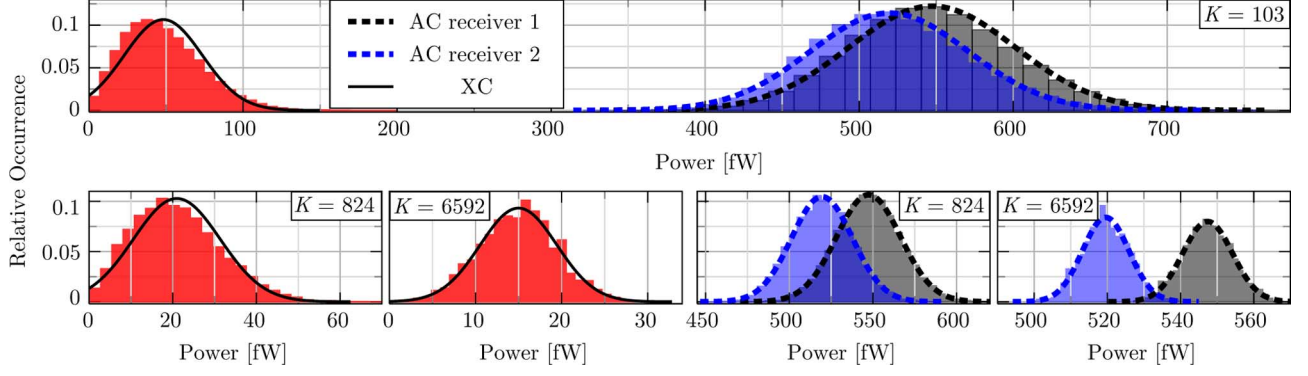 0.1
0.05
0
AC receiver 1
AC receiver 2
XC
K = 103
0 100 200 300 400 500 600 700
Power [fW]
Relative Occurrence
0.1
0.05
0
K = 824
K = 6592
K = 824
K = 6592
0 20 40 60
0 10 20 30
450 500 550 600
500 520 540 560
Power [fW]
Power [fW]
Power [fW]
Power [fW]